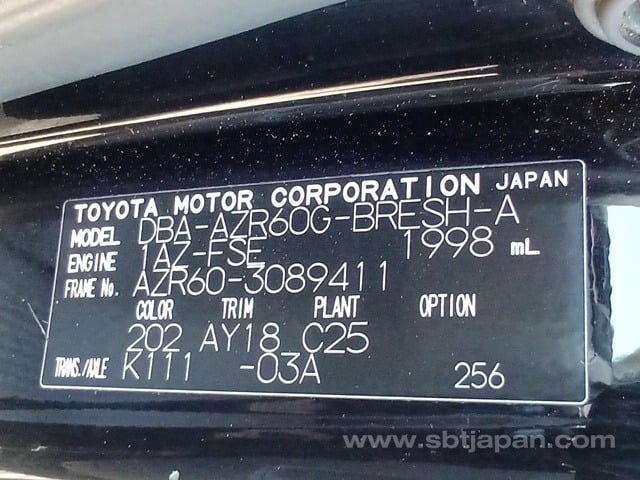 TOYOTA MOTOR CORPORATION JAPAN
MODEL DBA-AZR60G-BRESH-A
ENGINE 1AZ-FSE 1998 mL
FRAME No. AZR60-3089411
COLOR TRIM PLANT OPTION
202 AY18 C25
TRANS./AXLE K111 -03A 256
www.sbtjapan.com